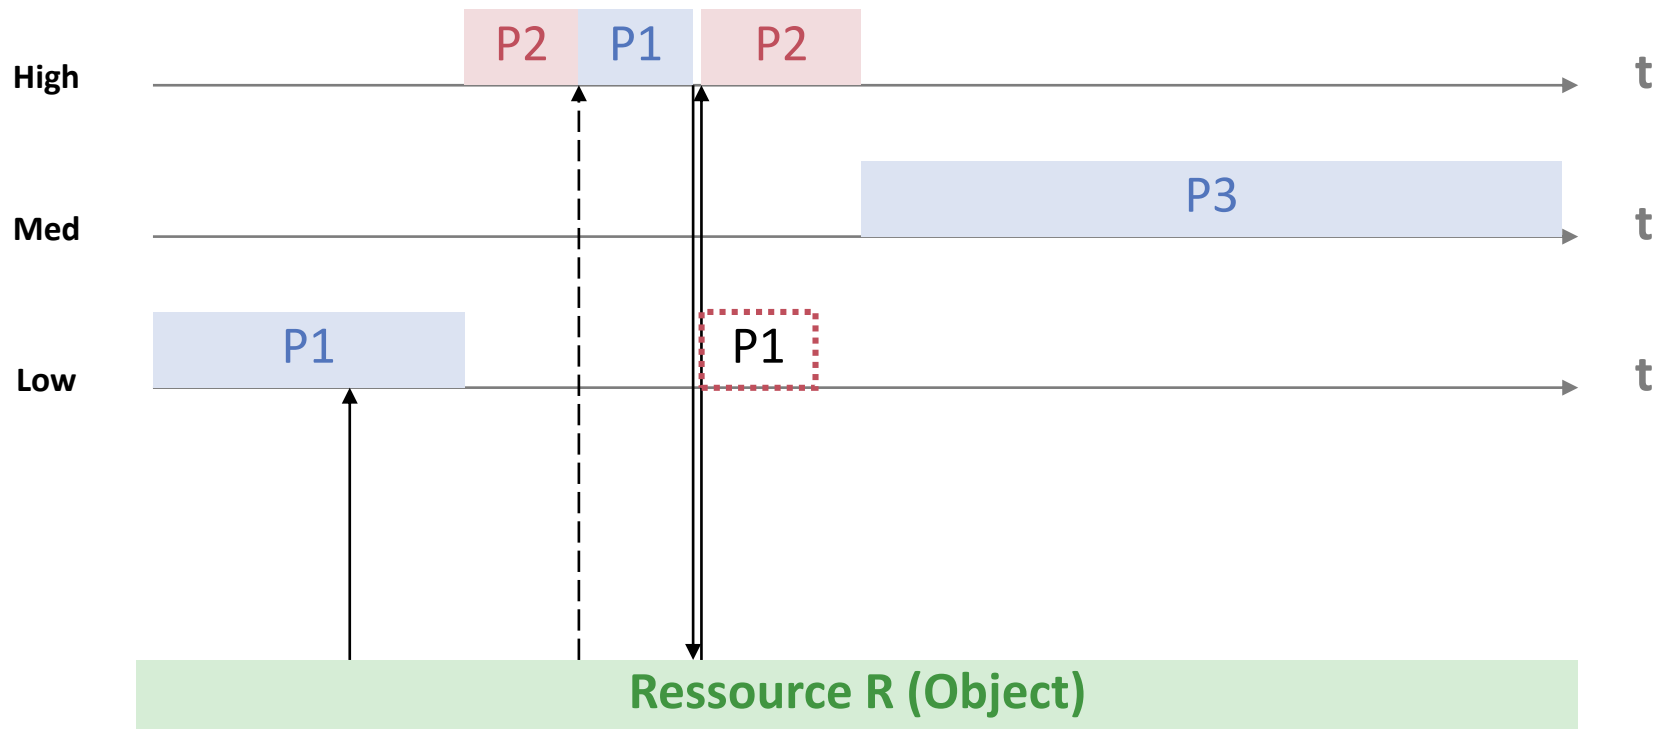 P2 P1 P2
High t
P3
Med t
P1 P1
Low t
Ressource R (Object)